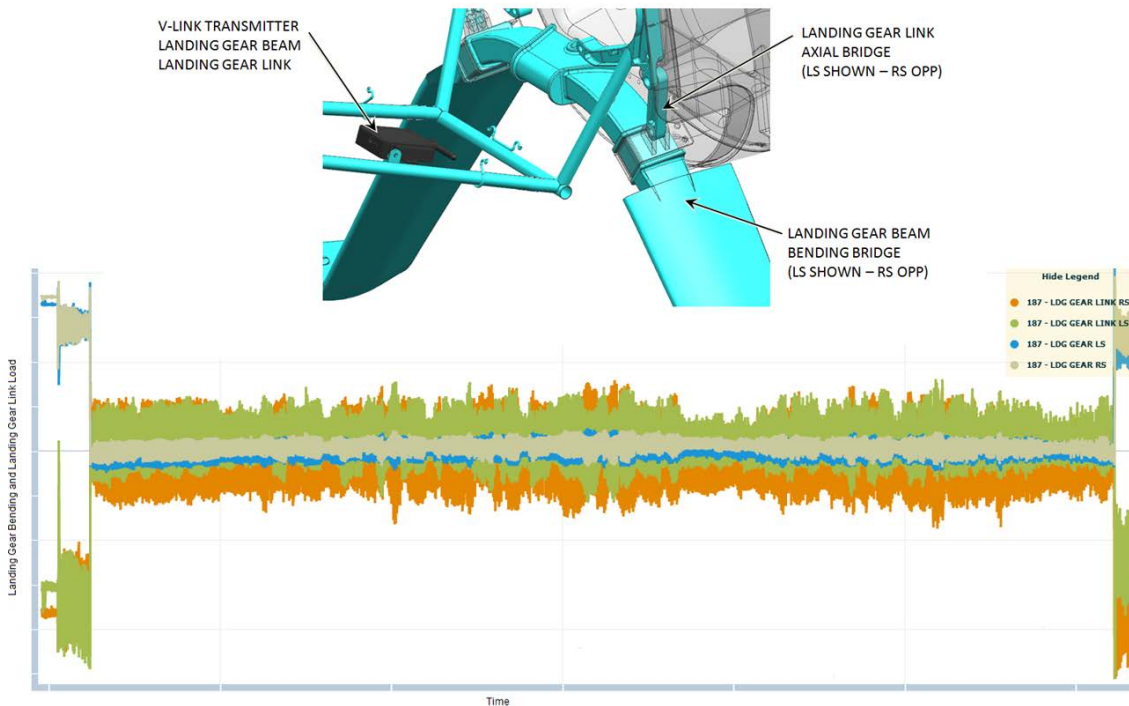 V-LINK TRANSMITTER
LANDING GEAR BEAM
LANDING GEAR LINK
LANDING GEAR LINK
AXIAL BRIDGE
(LS SHOWN – RS OPP)
LANDING GEAR BEAM
BENDING BRIDGE
(LS SHOWN – RS OPP)
Landing Gear Bending and Landing Gear Link Load
Hide Legend
187 - LDG GEAR LINK RS
187 - LDG GEAR LINK LS
187 - LDG GEAR LS
187 - LDG GEAR RS
Time